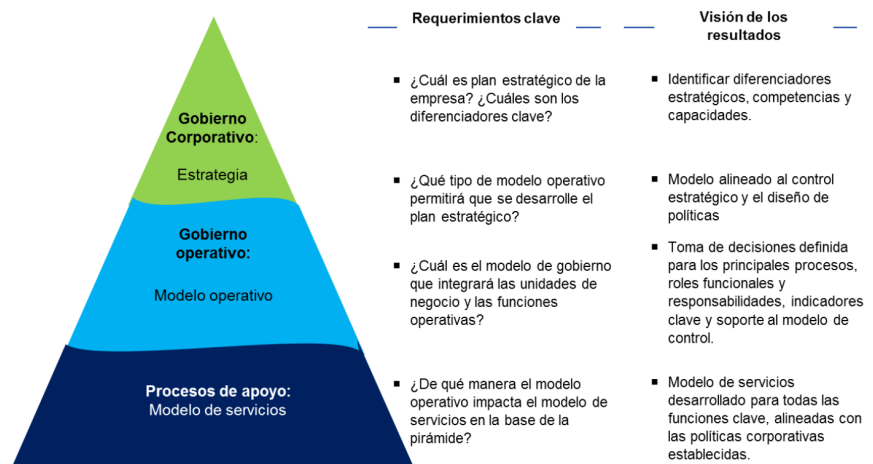 Requerimientos clave
Visión de los
resultados
Gobierno
Corporativo:
Estrategia
Gobierno
operativo:
Modelo operativo
Procesos de apoyo:
Modelo de servicios
▪ ¿Cuál es plan estratégico de la
empresa? ¿Cuáles son los
diferenciadores clave?
▪ ¿Qué tipo de modelo operativo
permitirá que se desarrolle el
plan estratégico?
▪ ¿Cuál es el modelo de gobierno
que integrará las unidades de
negocio y las funciones
operativas?
▪ ¿De qué manera el modelo
operativo impacta el modelo de
servicios en la base de la
pirámide?
▪ Identificar diferenciadores
estratégicos, competencias y
capacidades.
▪ Modelo alineado al control
estratégico y el diseño de
políticas
▪ Toma de decisiones definida
para los principales procesos,
roles funcionales y
responsabilidades, indicadores
clave y soporte al modelo de
control.
▪ Modelo de servicios
desarrollado para todas las
funciones clave, alineadas con
las políticas corporativas
establecidas.